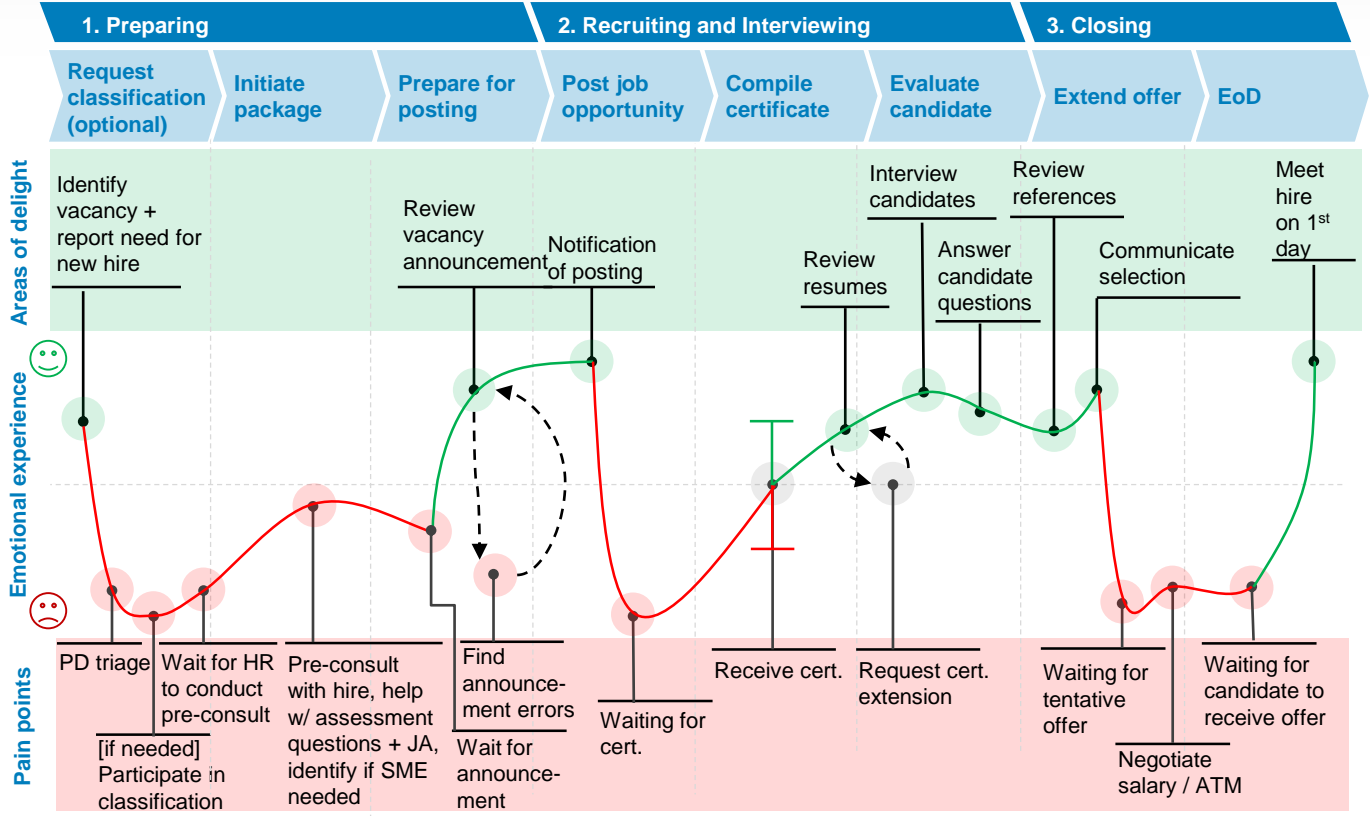 1. Preparing
2. Recruiting and Interviewing
3. Closing
Request
classification
(optional)
Initiate
package
Prepare for
posting
Post job
opportunity
Compile
certificate
Evaluate
candidate
Extend offer
EoD
Areas of delight
Identify
vacancy +
report need for
new hire
Review
vacancy
announcement
Notification
of posting
Review
resumes
Interview
candidates
Answer
candidate
questions
Review
references
Communicate
selection
Meet
hire
on 1st
day
Emotional experience
Pain points
PD triage
[if needed]
Participate in
classification
Wait for HR
to conduct
pre-consult
Pre-consult
with hire, help
w/ assessment
questions + JA,
identify if SME
needed
Find
announce-
ment errors
Wait for
announce-
ment
Waiting for
cert.
Receive cert.
Request cert.
extension
Waiting for
tentative
offer
Negotiate
salary / ATM
Waiting for
candidate to
receive offer